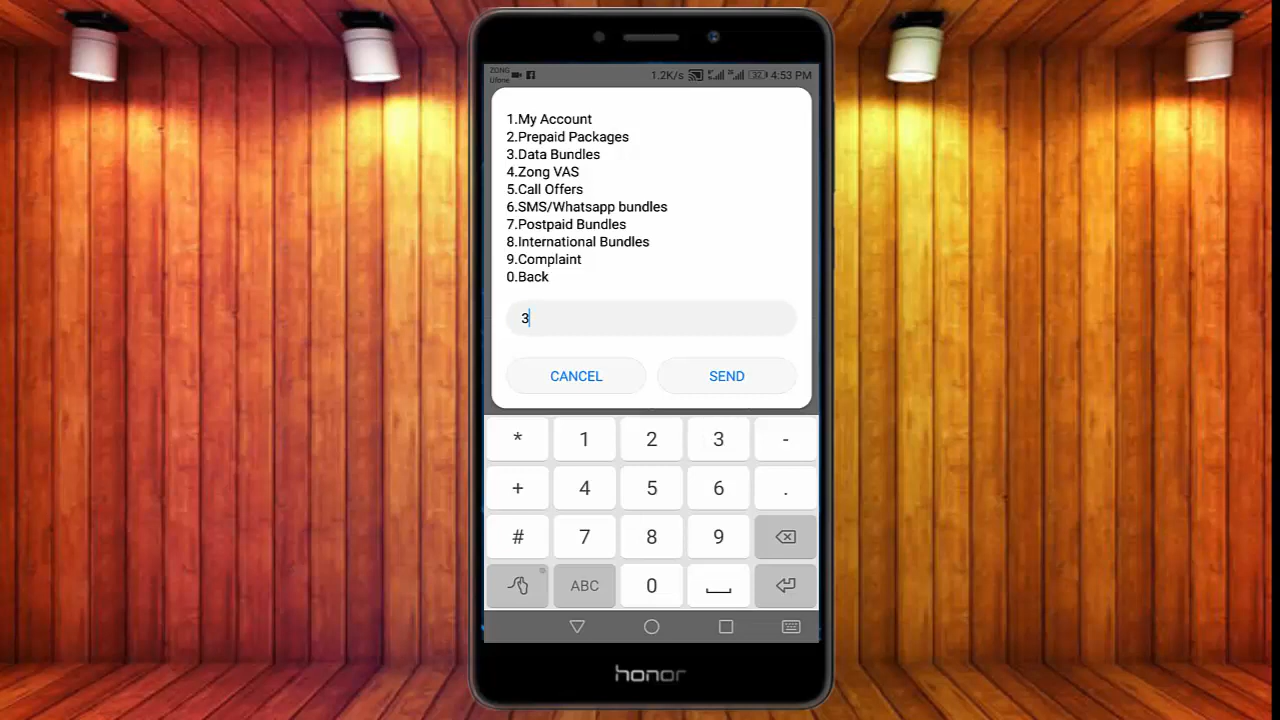 ZONG
Ufone
1.2K/s
32
4:53 PM
1.My Account
2.Prepaid Packages
3.Data Bundles
4.Zong VAS
5.Call Offers
6.SMS/Whatsapp bundles
7.Postpaid Bundles
8.International Bundles
9.Complaint
0.Back
3
CANCEL SEND
* 1 2 3 -
+ 4 5 6 .
# 7 8 9
ABC 0
honor